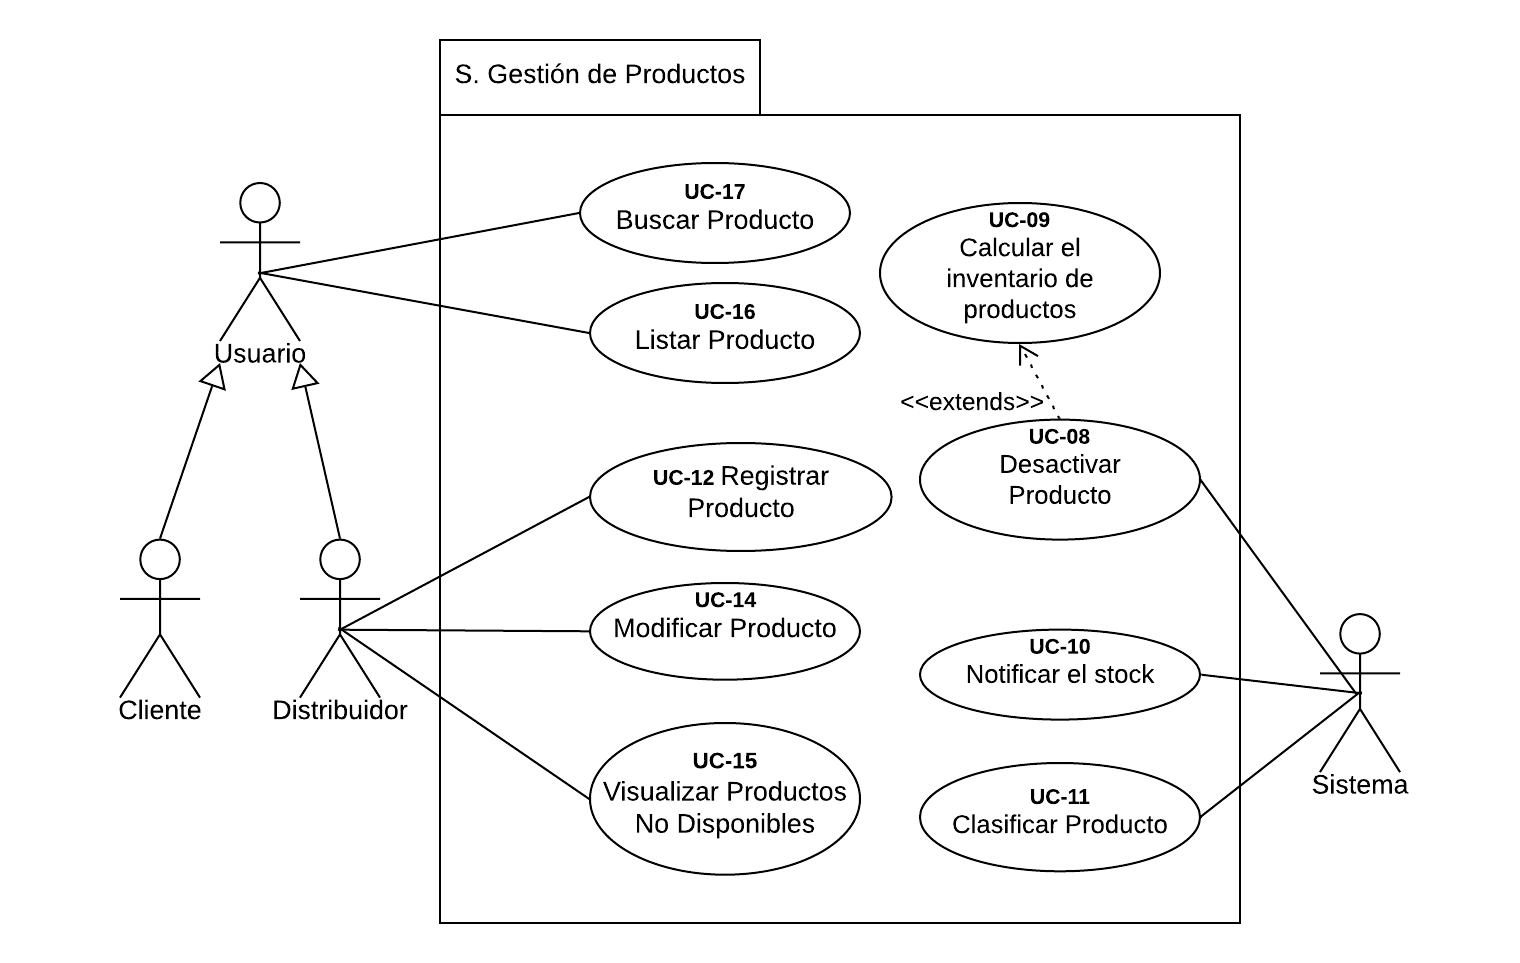 S. Gestión de Productos
UC-17
Buscar Producto
UC-16
Listar Producto
UC-09
Calcular el
inventario de
productos
<<extends>>
UC-08
Desactivar
Producto
UC-12 Registrar
Producto
UC-14
Modificar Producto
UC-15
Visualizar Productos
No Disponibles
UC-10
Notificar el stock
UC-11
Clasificar Producto
Usuario
Cliente
Distribuidor
Sistema